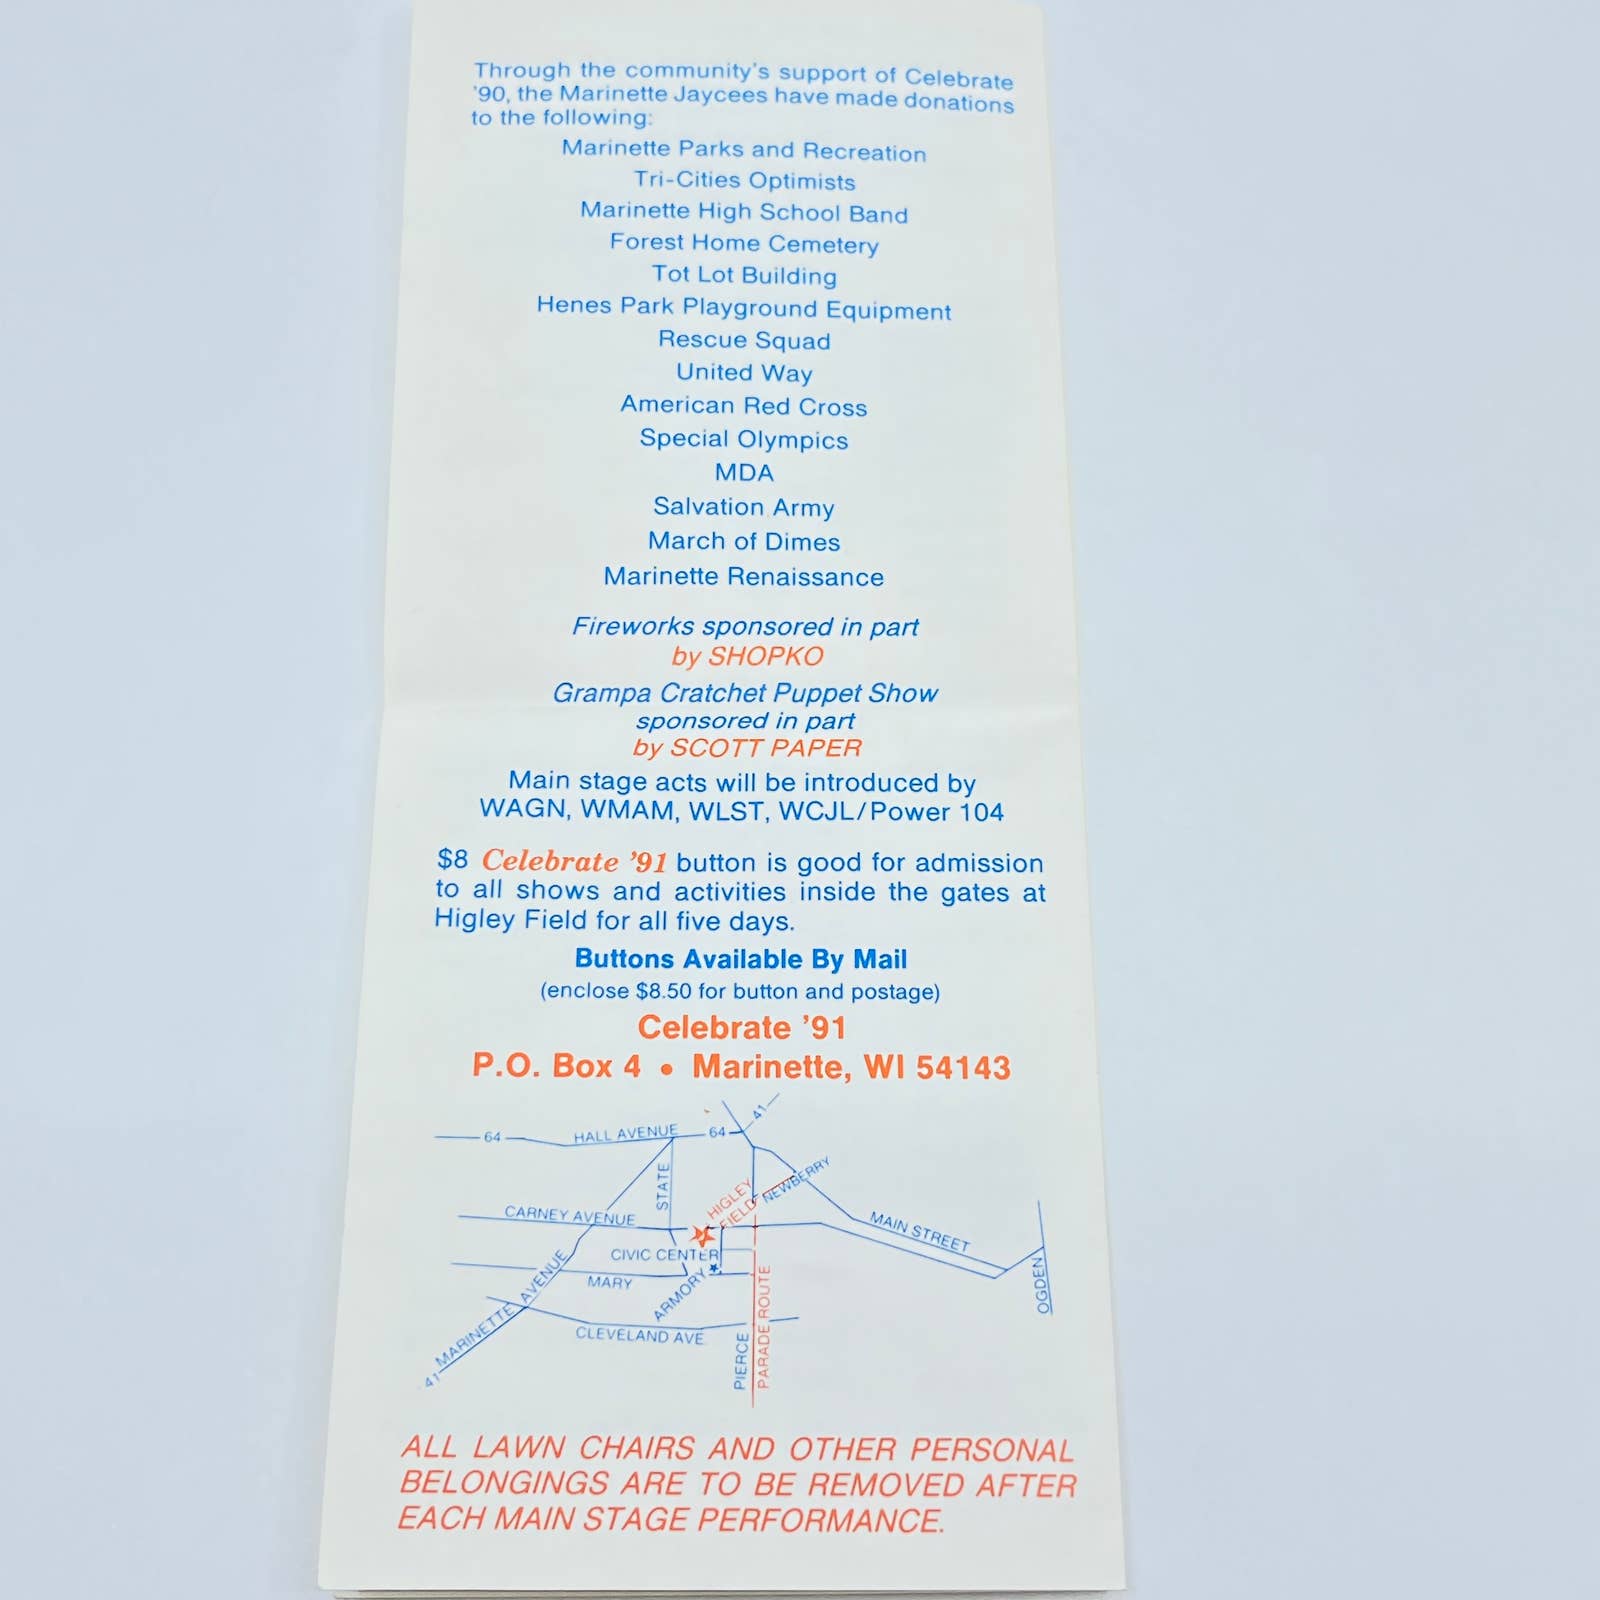 Through the community's support of Celebrate
'90, the Marinette Jaycees have made donations
to the following:
Marinette Parks and Recreation
Tri-Cities Optimists
Marinette High School Band
Forest Home Cemetery
Tot Lot Building
Henes Park Playground Equipment
Rescue Squad
United Way
American Red Cross
Special Olympics
MDA
Salvation Army
March of Dimes
Marinette Renaissance
Fireworks sponsored in part
by SHOPKO
Grampa Cratchet Puppet Show
sponsored in part
by SCOTT PAPER
Main stage acts will be introduced by
WAGN, WMAM, WLST, WCJL/Power 104
$8 Celebrate '91 button is good for admission
to all shows and activities inside the gates at
Higley Field for all five days.
Buttons Available By Mail
(enclose $8.50 for button and postage)
Celebrate '91
P.O. Box 4 • Marinette, WI 54143
41
64
HALL AVENUE
64
STATE
HIGLEY
FIELD
NEWBERRY
CARNEY AVENUE
MAIN STREET
CIVIC CENTER
MARY
ARMORY
OGDEN
MARINETTE AVENUE
41
CLEVELAND AVE.
PIERCE
PARADE ROUTE
ALL LAWN CHAIRS AND OTHER PERSONAL
BELONGINGS ARE TO BE REMOVED AFTER
EACH MAIN STAGE PERFORMANCE.